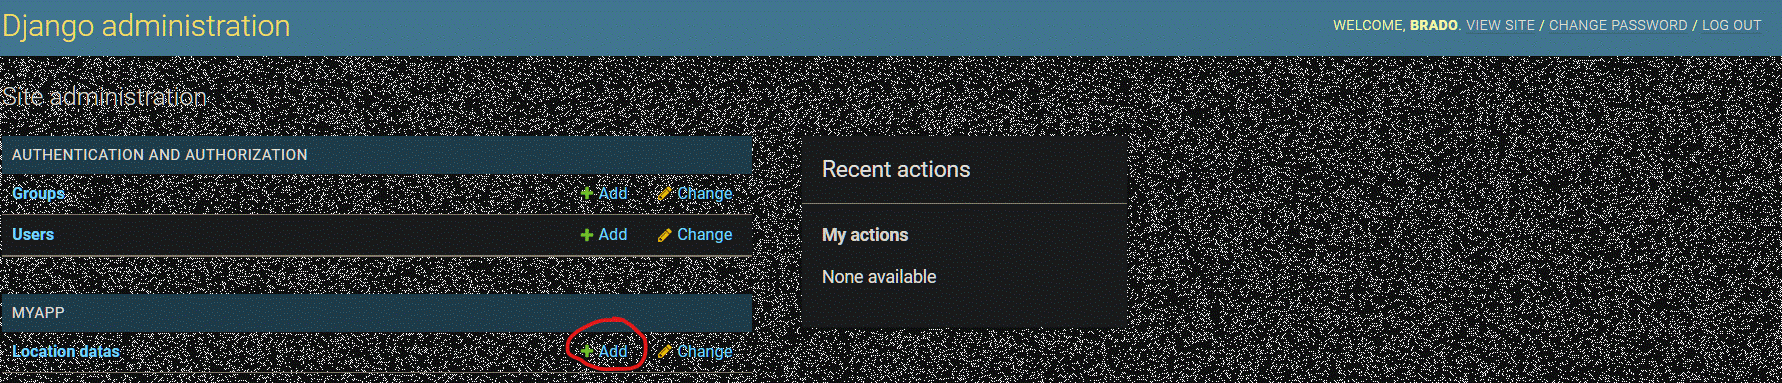 Django administration
WELCOME, BRADO. VIEW SITE / CHANGE PASSWORD / LOG OUT
Site administration
AUTHENTICATION AND AUTHORIZATION
Groups Add Change
Users Add Change
MYAPP
Location datas Add Change
Recent actions
My actions
None available